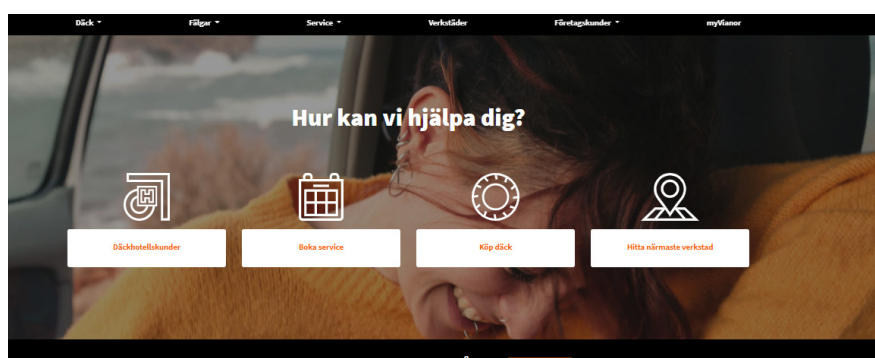 Däck Fälgar Service Verkstäder Företagskunder myVianor
Hur kan vi hjälpa dig?
H
Däckhotellskunder Boka service Köp däck Hitta närmaste verkstad